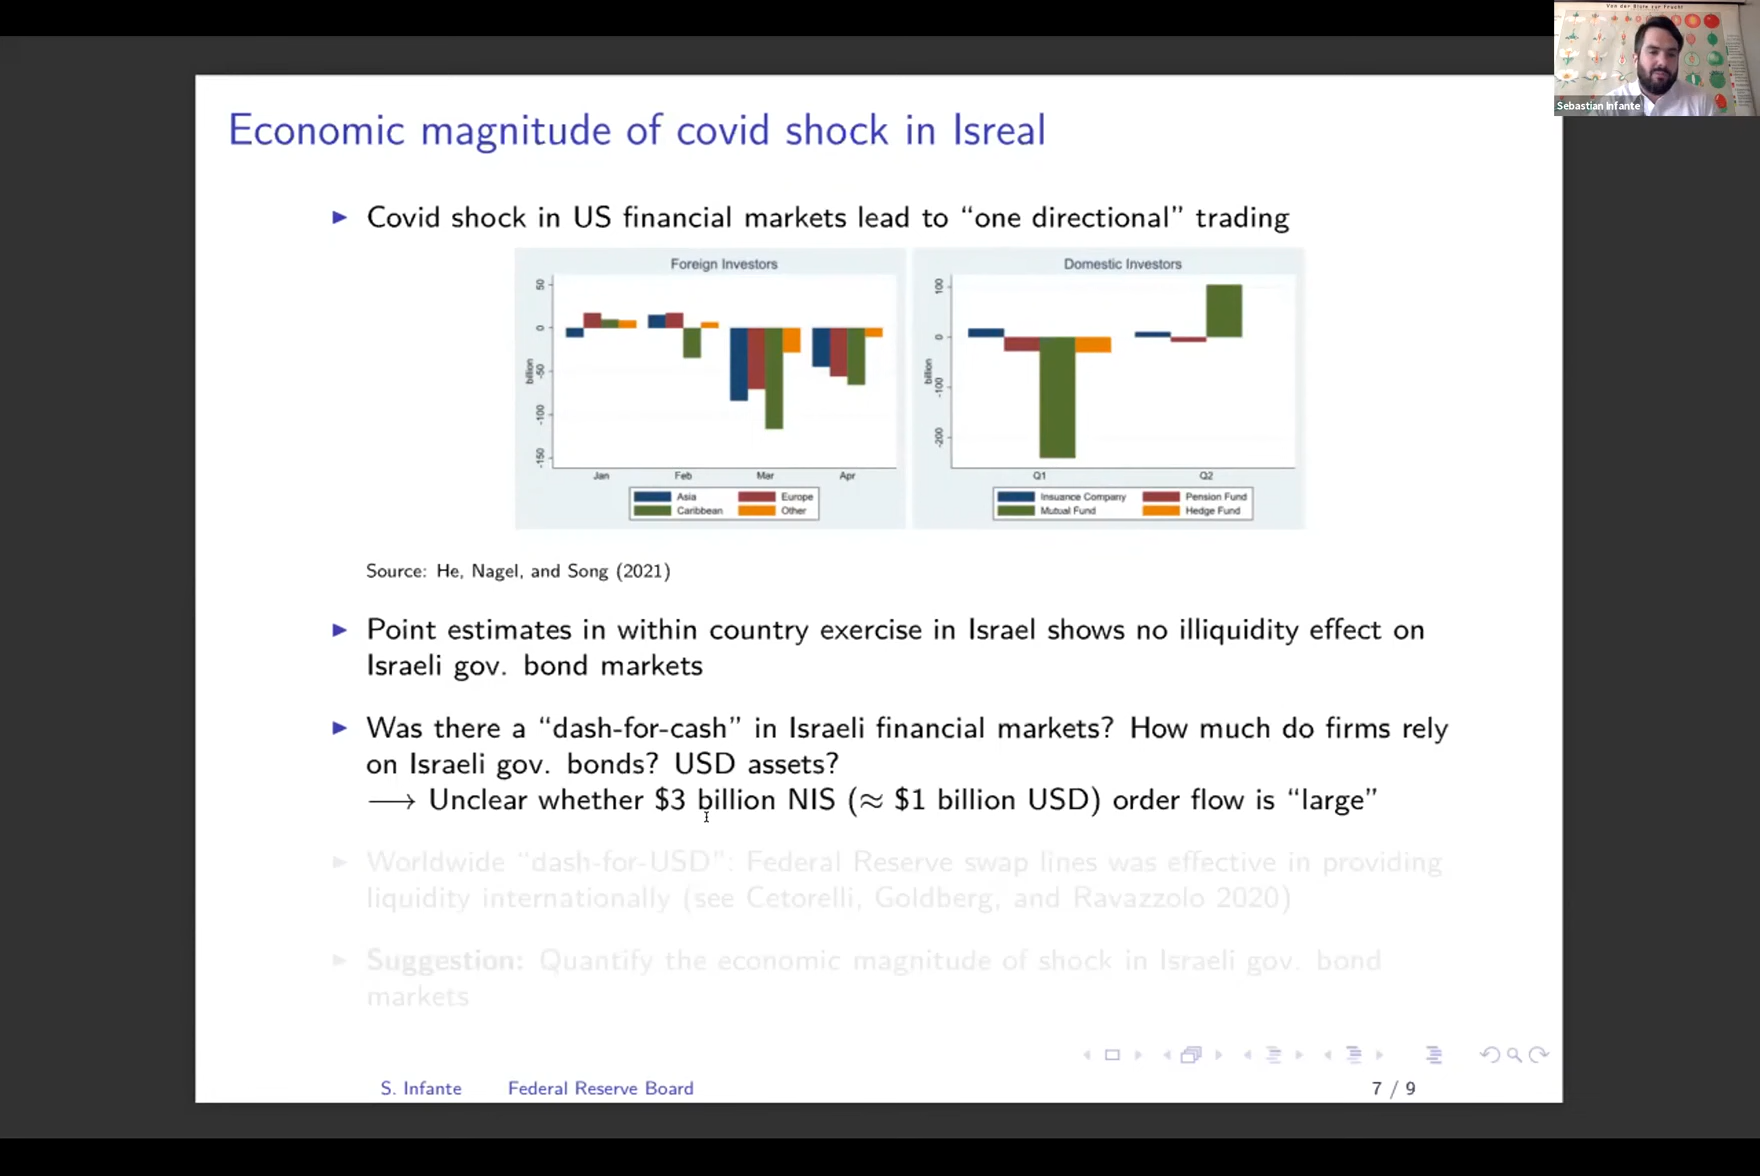 Von der Blüte zur Frucht
Sebastian Infante
Economic magnitude of covid shock in Isreal
▶ Covid shock in US financial markets lead to “one directional” trading
Foreign Investors
50
0
-50
-100
-150
billion
Jan Feb Mar Apr
Asia Europe
Caribbean Other
Domestic Investors
100
0
-100
-200
billion
Q1 Q2
Insuance Company Pension Fund
Mutual Fund Hedge Fund
Source: He, Nagel, and Song (2021)
▶ Point estimates in within country exercise in Israel shows no illiquidity effect on
Israeli gov. bond markets
▶ Was there a “dash-for-cash” in Israeli financial markets? How much do firms rely
on Israeli gov. bonds? USD assets?
⟶ Unclear whether $3 billion NIS (≈ $1 billion USD) order flow is “large”
▶ Worldwide “dash-for-USD”: Federal Reserve swap lines was effective in providing
liquidity internationally (see Cetorelli, Goldberg, and Ravazzolo 2020)
▶ Suggestion: Quantify the economic magnitude of shock in Israeli gov. bond
markets
S. Infante Federal Reserve Board 7 / 9